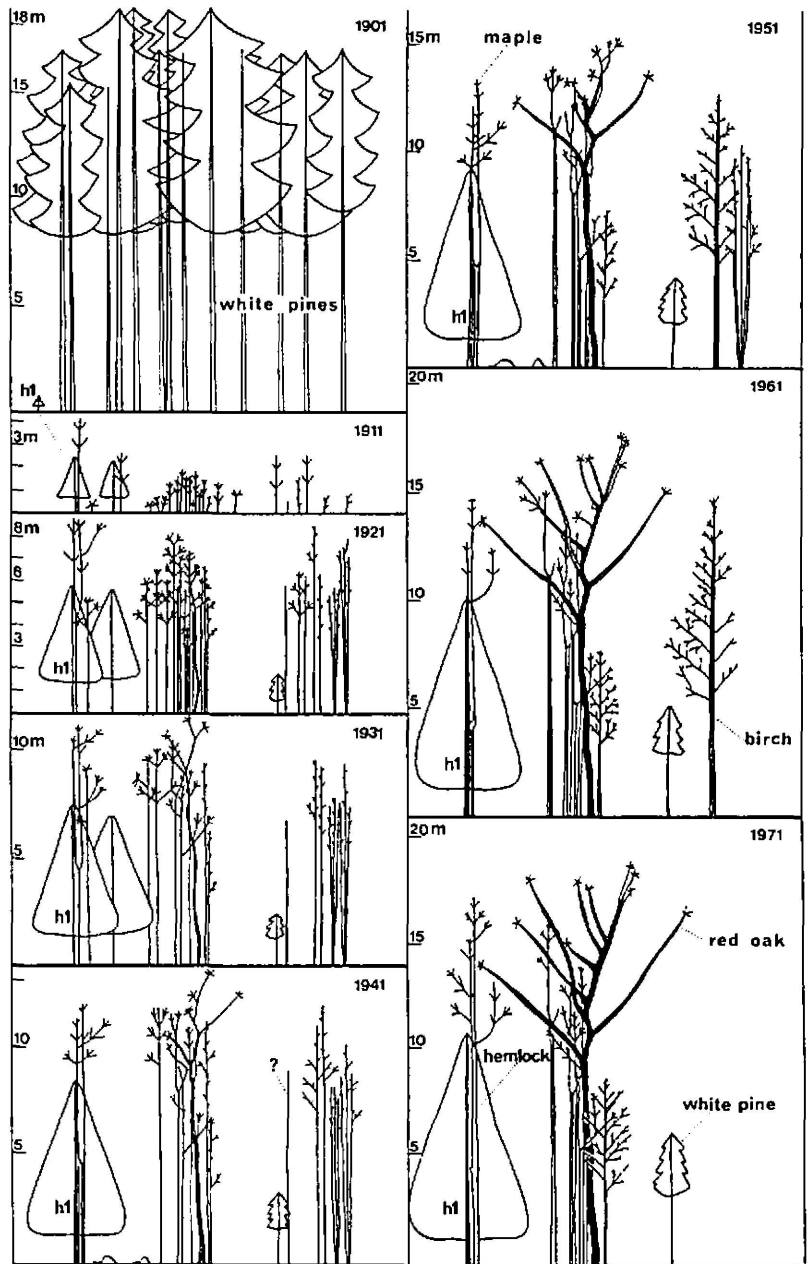 18m
1901
15
10
white pines
5
h1
3m
1911
8m
1921
6
3
h1
10m
1931
5
h1
1941
10
?
5
h1
15m
maple
1951
10
5
h1
20m
1961
15
10
5
h1
birch
20m
1971
red oak
15
10
hemlock
white pine
5
h1